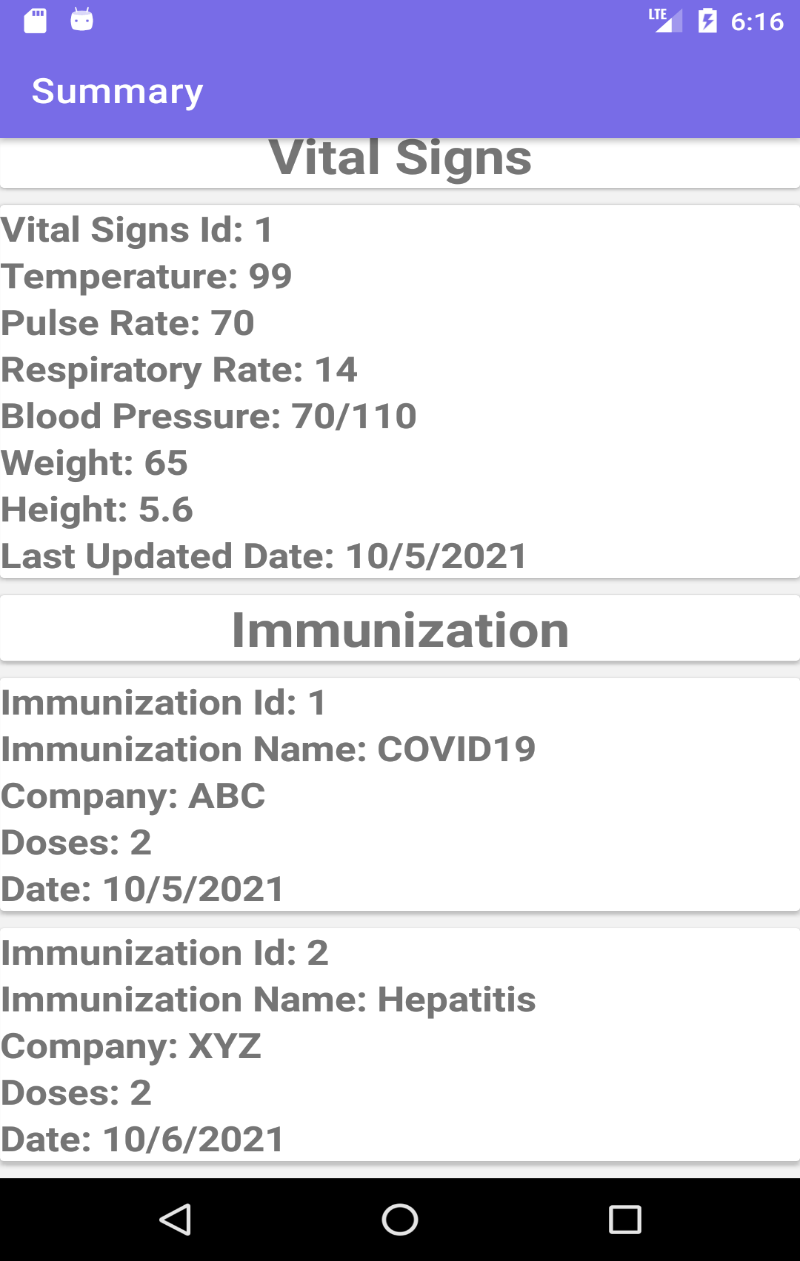 LTE 6:16
Summary
Vital Signs
Vital Signs Id: 1
Temperature: 99
Pulse Rate: 70
Respiratory Rate: 14
Blood Pressure: 70/110
Weight: 65
Height: 5.6
Last Updated Date: 10/5/2021
Immunization
Immunization Id: 1
Immunization Name: COVID19
Company: ABC
Doses: 2
Date: 10/5/2021
Immunization Id: 2
Immunization Name: Hepatitis
Company: XYZ
Doses: 2
Date: 10/6/2021